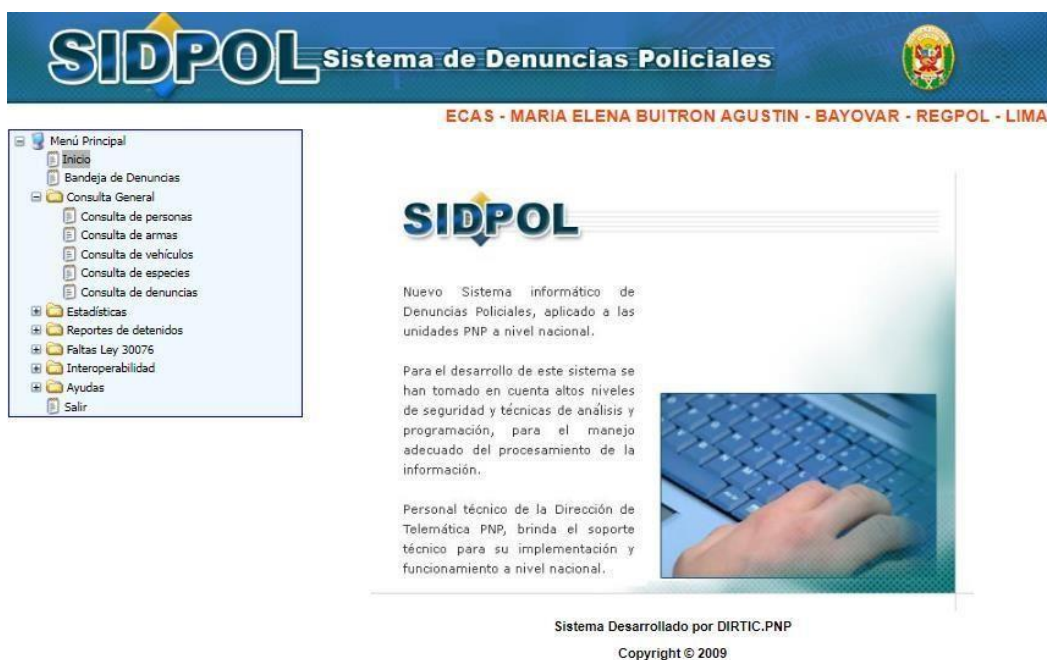 SIDPOL Sistema de Denuncias Policiales
ECAS - MARIA ELENA BUITRON AGUSTIN - BAYOVAR - REGPOL - LIMA
Menú Principal
Inicio
Bandeja de Denuncias
Consulta General
Consulta de personas
Consulta de armas
Consulta de vehículos
Consulta de especies
Consulta de denuncias
Estadísticas
Reportes de detenidos
Faltas Ley 30076
Interoperabilidad
Ayudas
Salir
SIDPOL
Nuevo Sistema informático de
Denuncias Policiales, aplicado a las
unidades PNP a nivel nacional.
Para el desarrollo de este sistema se
han tomado en cuenta altos niveles
de seguridad y técnicas de análisis y
programación, para el manejo
adecuado del procesamiento de la
información.
Personal técnico de la Dirección de
Telemática PNP, brinda el soporte
técnico para su implementación y
funcionamiento a nivel nacional.
Sistema Desarrollado por DIRTIC.PNP
Copyright © 2009